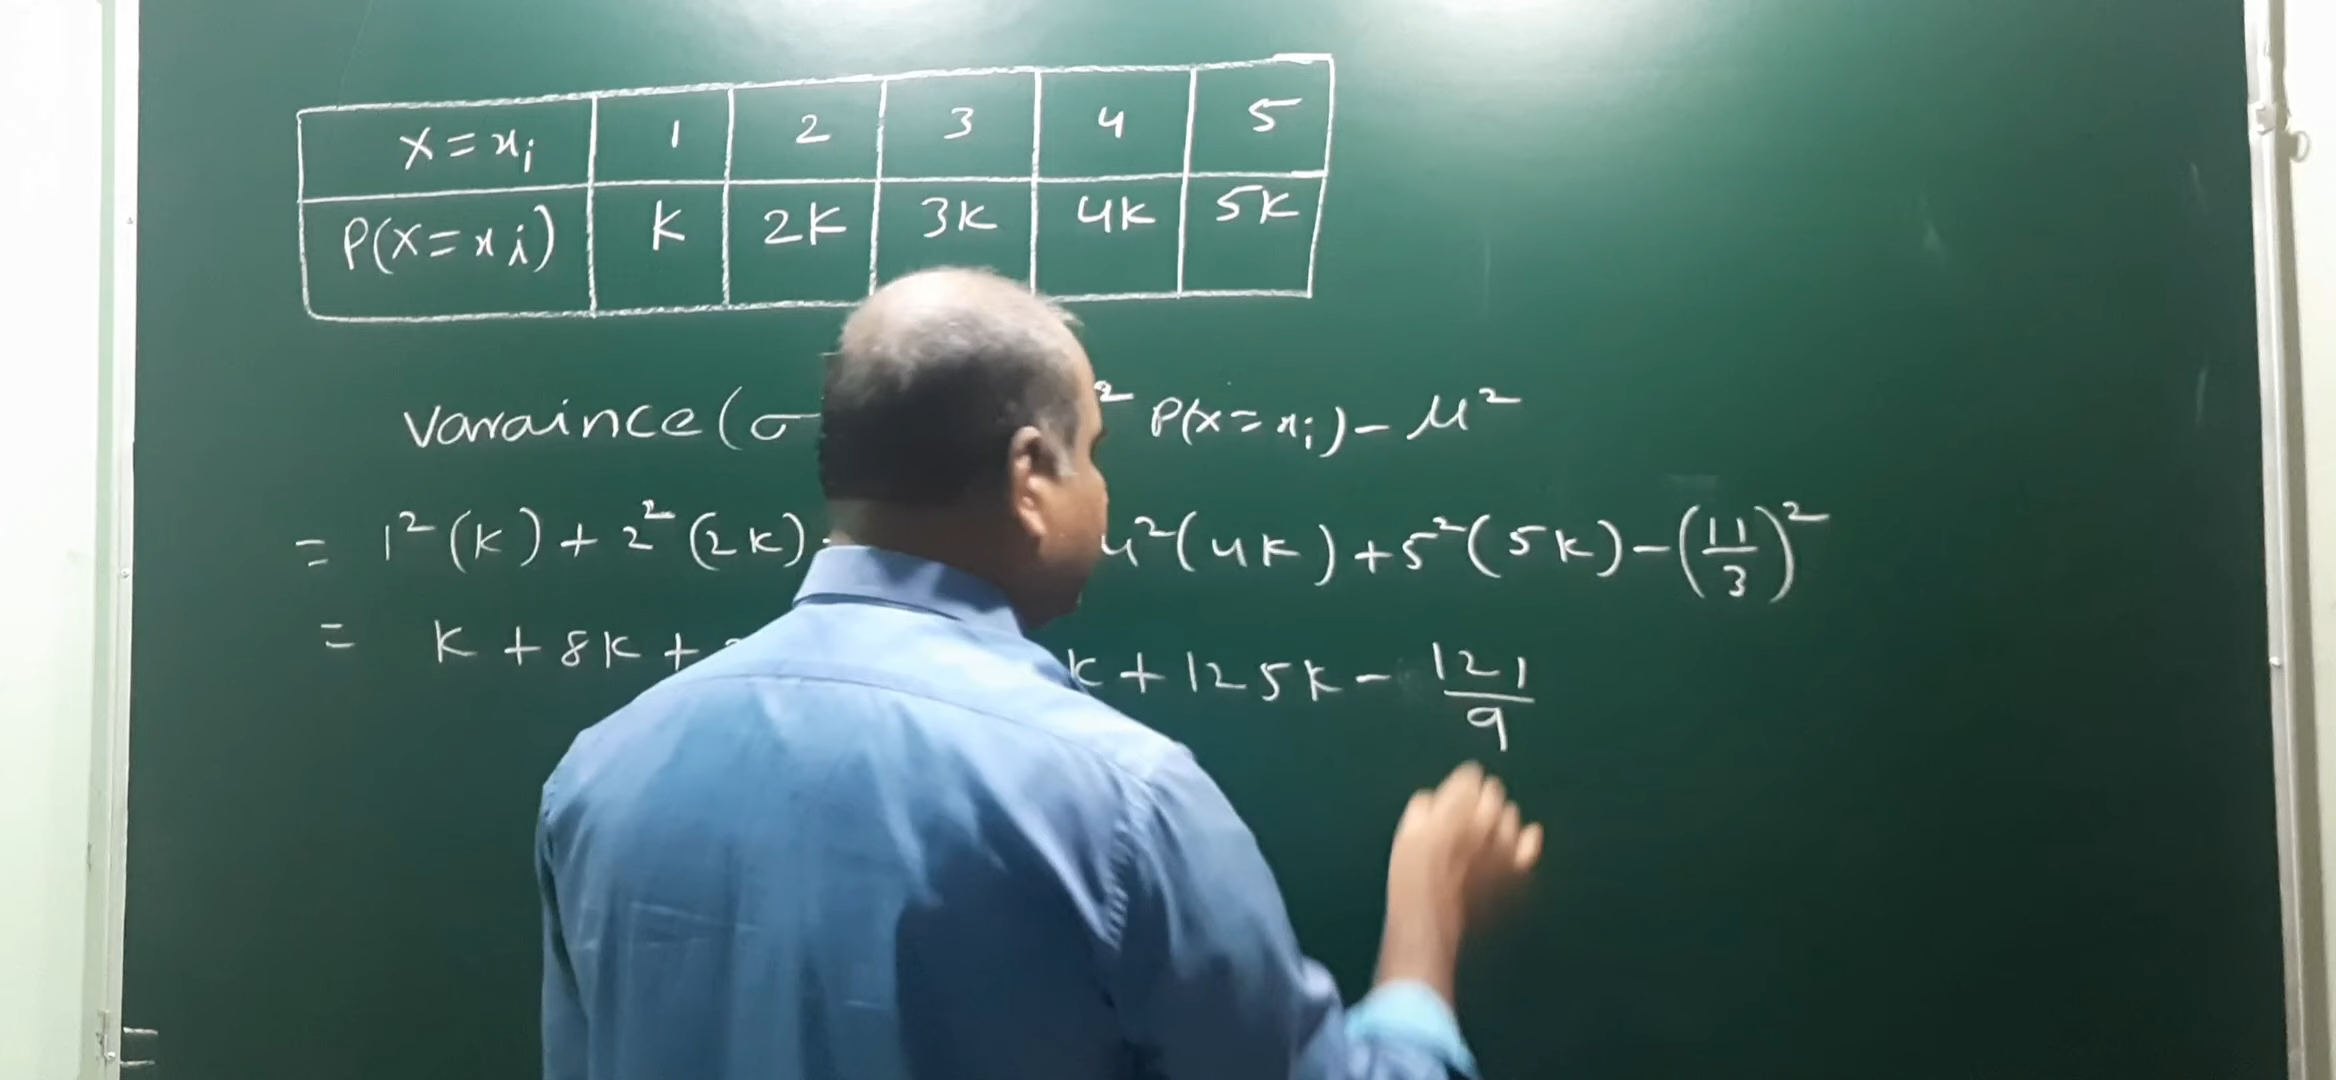 X = xᵢ 1 2 3 4 5
P(X = xᵢ) K 2K 3K 4K 5K
Varaince (σ ² P(X = xᵢ) - μ²
= 1² (K) + 2² (2K) 4² (4K) + 5² (5K) - (11/3)²
= K + 8K + K + 125K - 121/9